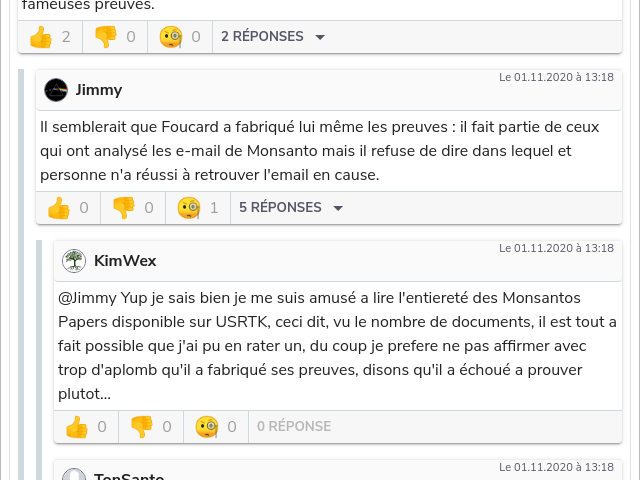 fameuses preuves.
2 0 0 2 RÉPONSES
Le 01.11.2020 à 13:18
Jimmy
Il semblerait que Foucard a fabriqué lui même les preuves : il fait partie de ceux
qui ont analysé les e-mail de Monsanto mais il refuse de dire dans lequel et
personne n'a réussi à retrouver l'email en cause.
0 0 1 5 RÉPONSES
Le 01.11.2020 à 13:18
KimWex
@Jimmy Yup je sais bien je me suis amusé a lire l'entiereté des Monsantos
Papers disponible sur USRTK, ceci dit, vu le nombre de documents, il est tout a
fait possible que j'ai pu en rater un, du coup je prefere ne pas affirmer avec
trop d'aplomb qu'il a fabriqué ses preuves, disons qu'il a échoué a prouver
plutot...
0 0 0 0 RÉPONSE
Le 01.11.2020 à 13:18
TonSanto